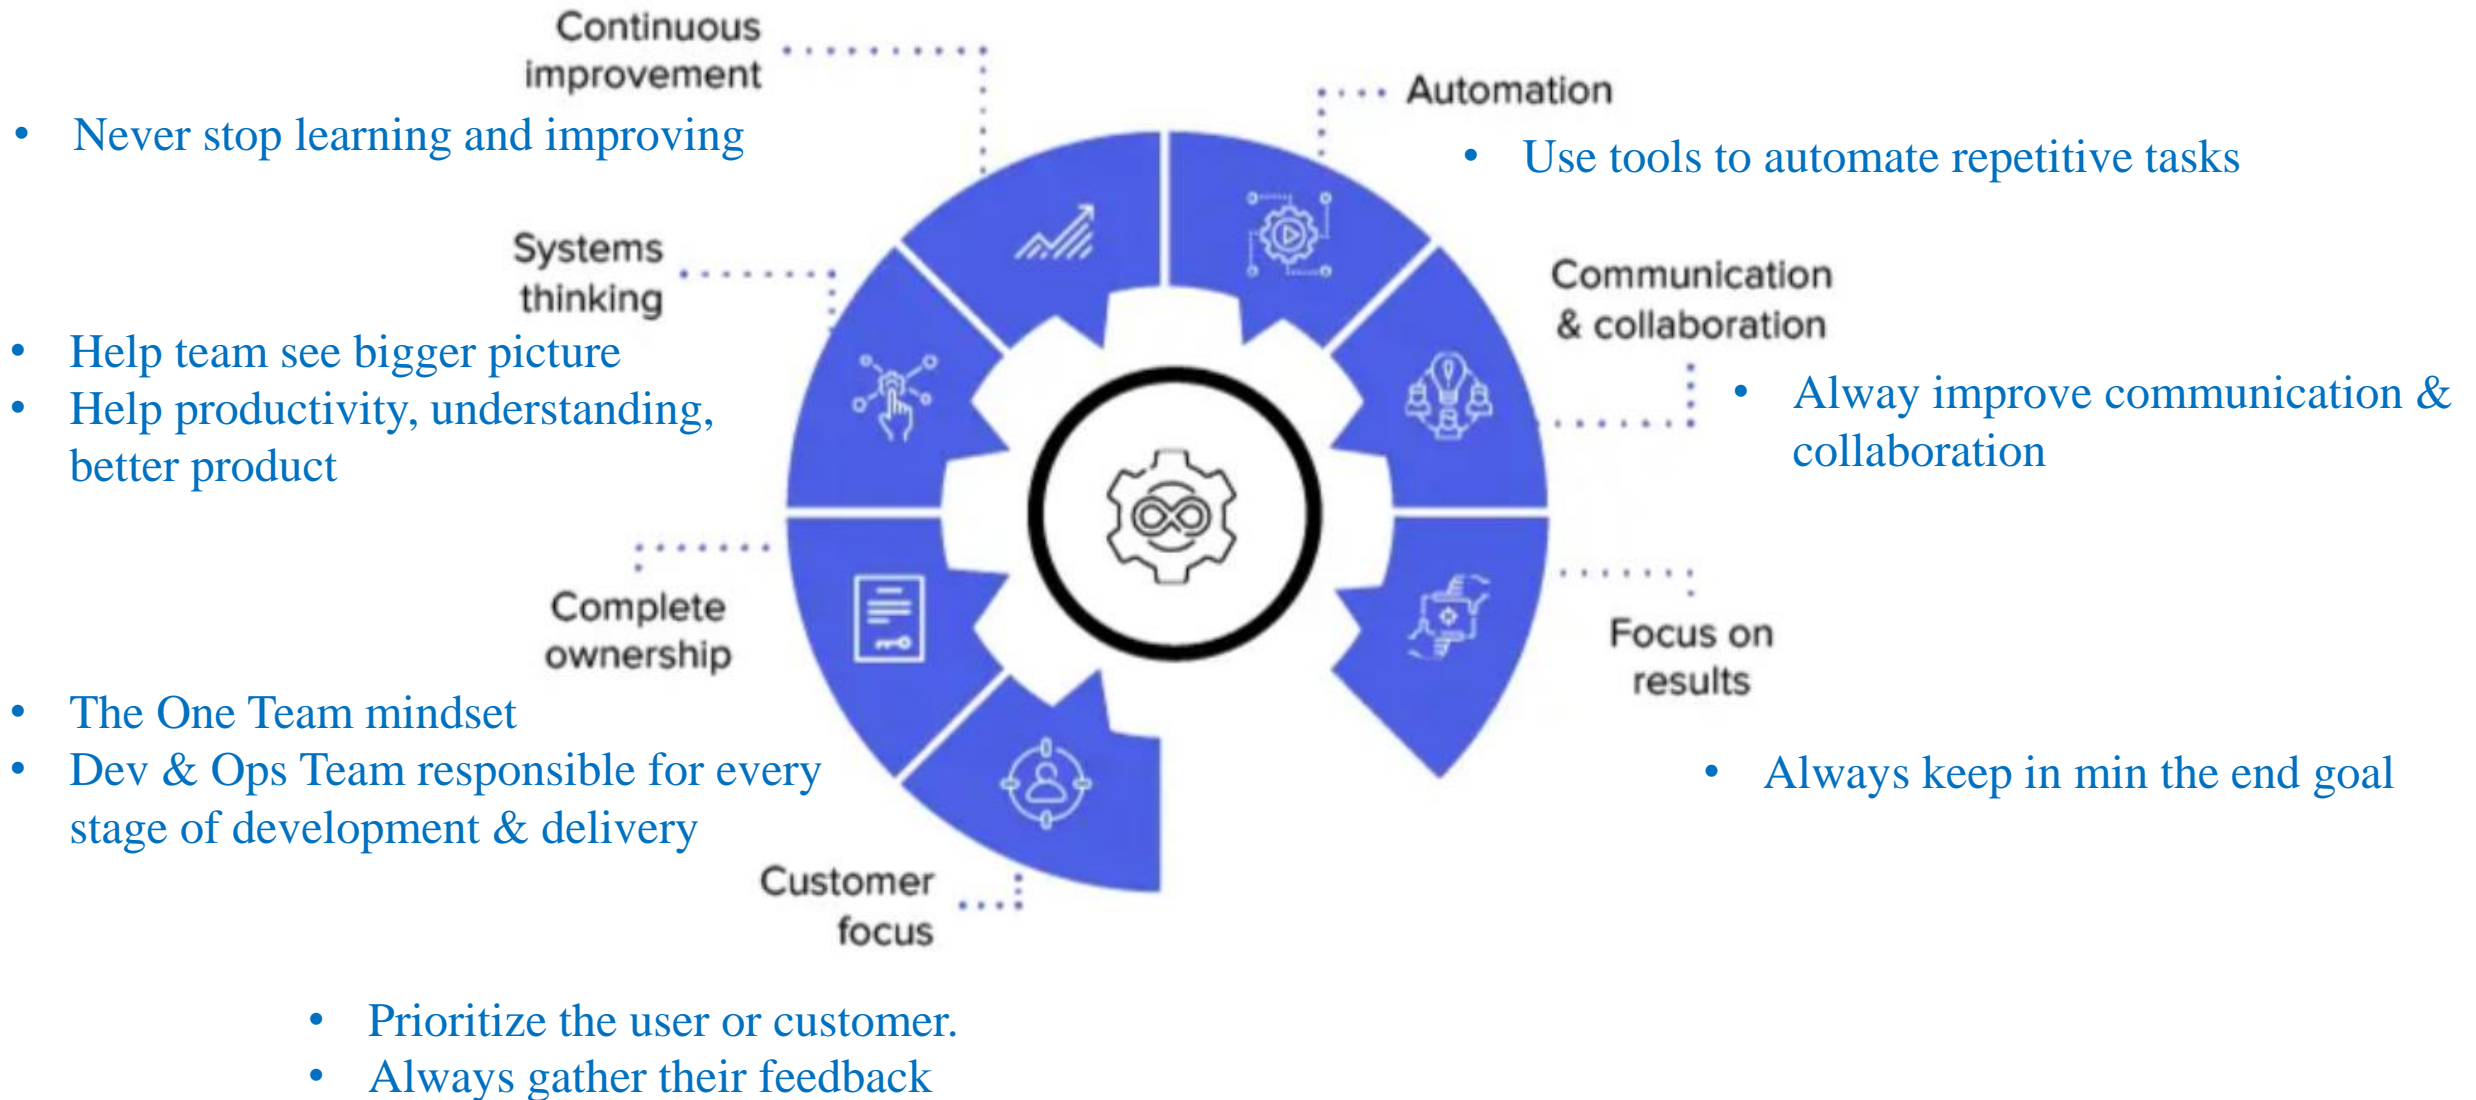 Continuous
improvement
• Never stop learning and improving
Automation
• Use tools to automate repetitive tasks
Systems
thinking
• Help team see bigger picture
• Help productivity, understanding,
better product
Communication
& collaboration
• Alway improve communication &
collaboration
Complete
ownership
• The One Team mindset
• Dev & Ops Team responsible for every
stage of development & delivery
Focus on
results
• Always keep in min the end goal
Customer
focus
• Prioritize the user or customer.
• Always gather their feedback